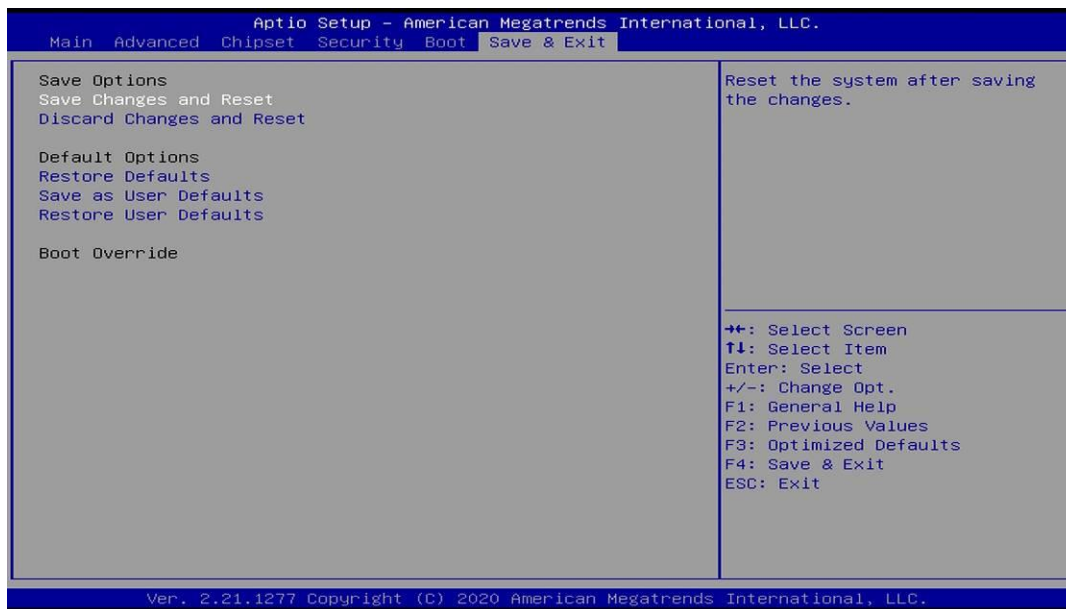 Aptio Setup – American Megatrends International, LLC.
Main Advanced Chipset Security Boot Save & Exit
Save Options
Save Changes and Reset
Discard Changes and Reset
Default Options
Restore Defaults
Save as User Defaults
Restore User Defaults
Boot Override
Reset the system after saving
the changes.
→←: Select Screen
↑↓: Select Item
Enter: Select
+/-: Change Opt.
F1: General Help
F2: Previous Values
F3: Optimized Defaults
F4: Save & Exit
ESC: Exit
Ver. 2.21.1277 Copyright (C) 2020 American Megatrends International, LLC.